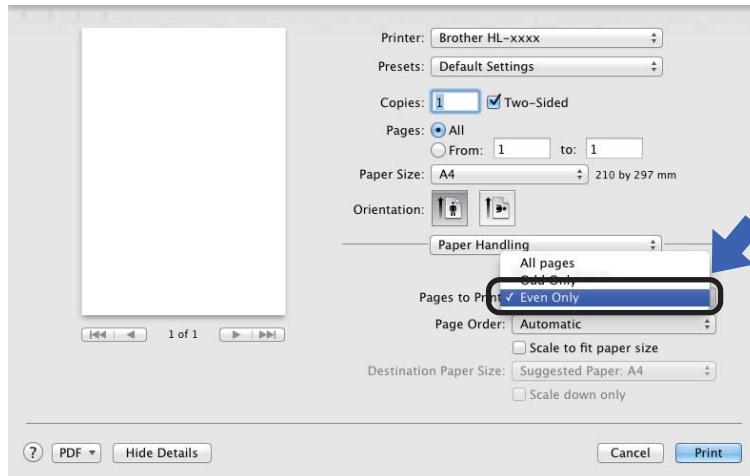 Printer: Brother HL-xxxx
Presets: Default Settings
Copies: 1 Two-Sided
Pages: All
From: 1 to: 1
Paper Size: A4 210 by 297 mm
Orientation:
Paper Handling
All pages
Odd Only
Pages to Print ✓ Even Only
Page Order: Automatic
1 of 1
Scale to fit paper size
Destination Paper Size: Suggested Paper: A4
Scale down only
? PDF Hide Details Cancel Print